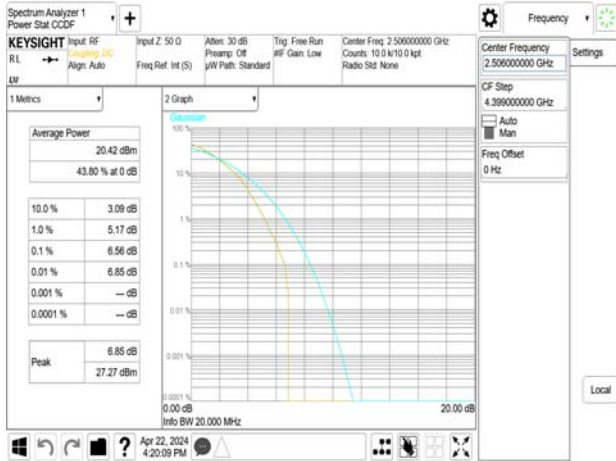 Spectrum Analyzer 1
Power Stat CCDF
KEYSIGHT
RL
Input: RF
Coupling: DC
Align: Auto
Input Z: 50 Ω
Freq Ref: Int (S)
Atten: 30 dB
Preamp: Off
µW Path: Standard
Trig: Free Run
#IF Gain: Low
Center Freq: 2.506000000 GHz
Counts: 10.0 k/10.0 kpt
Radio Std: None
Frequency
Center Frequency
2.506000000 GHz
Settings
CF Step
4.399000000 GHz
Auto
Man
Freq Offset
0 Hz
Local
1 Metrics
Average Power
20.42 dBm
43.80 % at 0 dB
10.0 % 3.09 dB
1.0 % 5.17 dB
0.1 % 6.56 dB
0.01 % 6.85 dB
0.001 % --- dB
0.0001 % --- dB
Peak 6.85 dB
27.27 dBm
2 Graph
Gaussian
100 %
10 %
1 %
0.1 %
0.01 %
0.001 %
0.0001 %
0.00 dB
20.00 dB
Info BW 20.000 MHz
?
Apr 22, 2024
4:20:09 PM